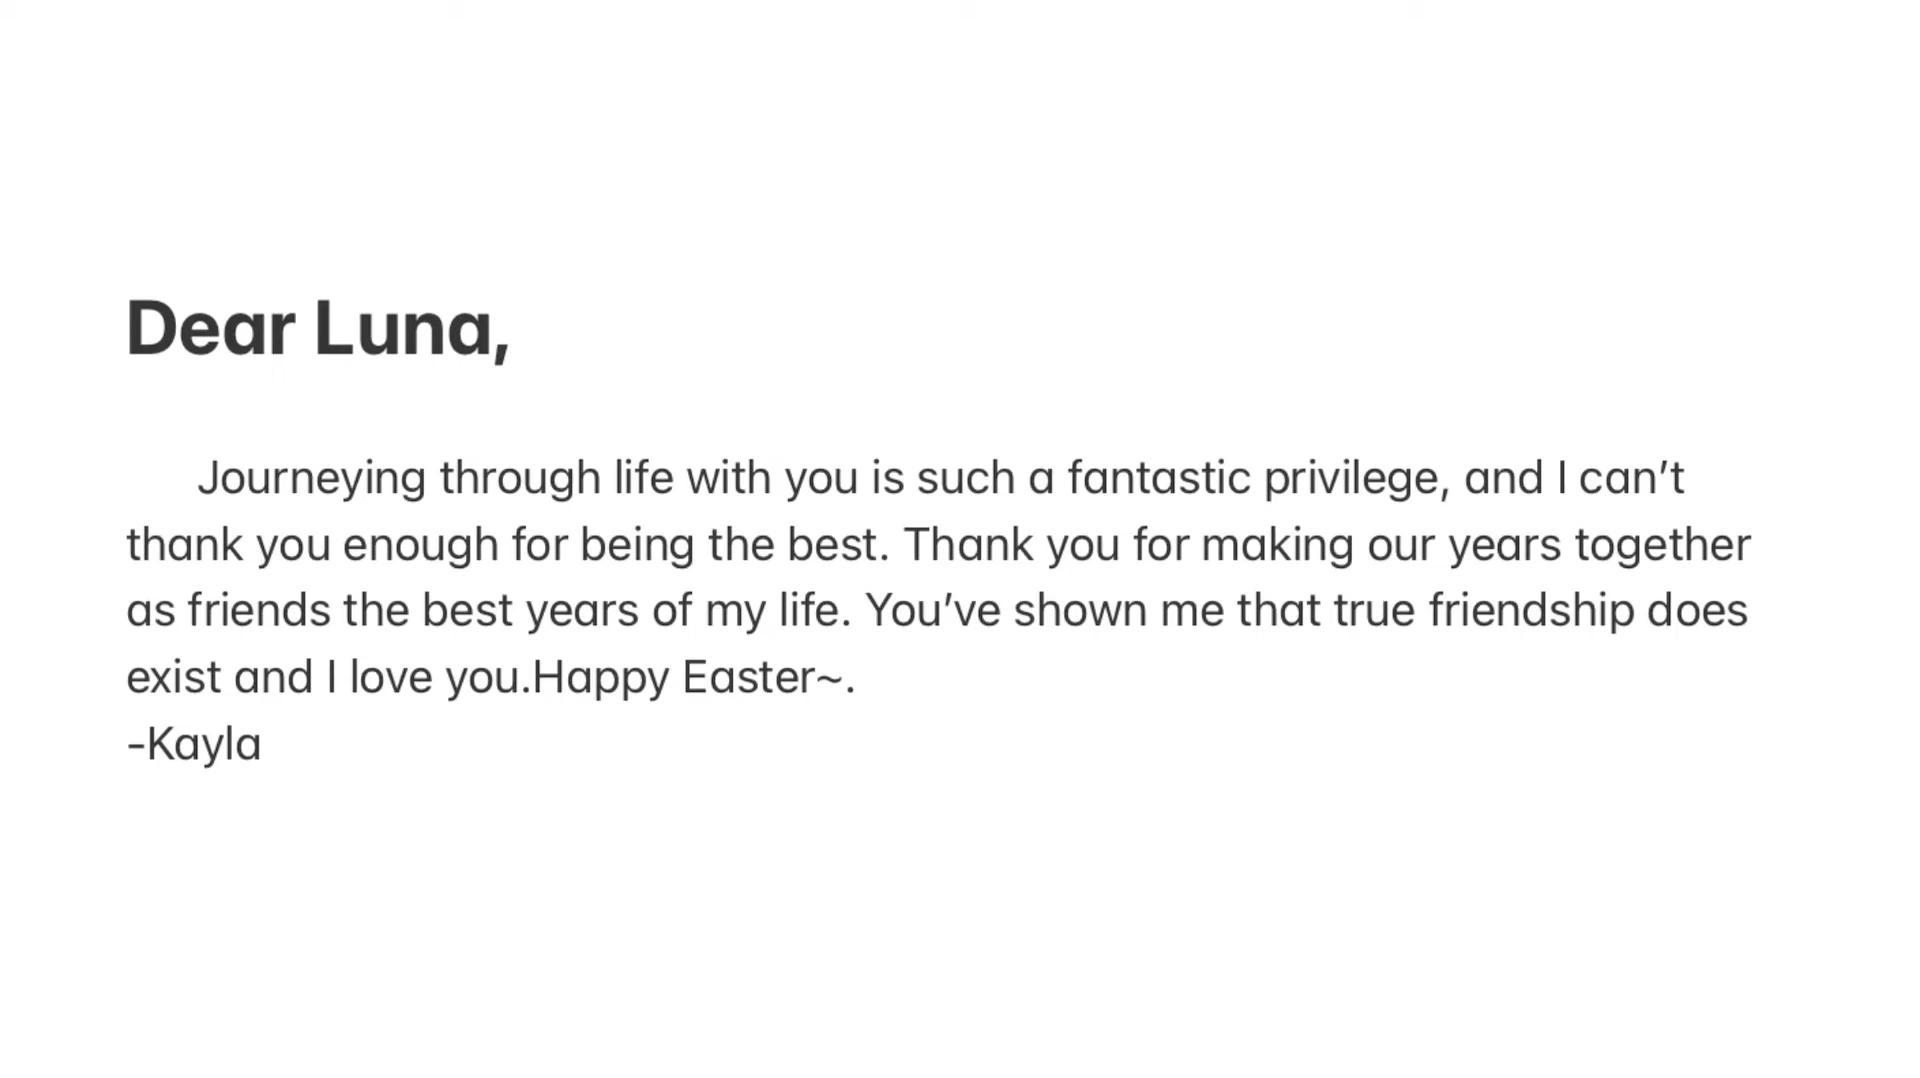 Dear Luna,
Journeying through life with you is such a fantastic privilege, and I can’t
thank you enough for being the best. Thank you for making our years together
as friends the best years of my life. You’ve shown me that true friendship does
exist and I love you.Happy Easter~.
-Kayla